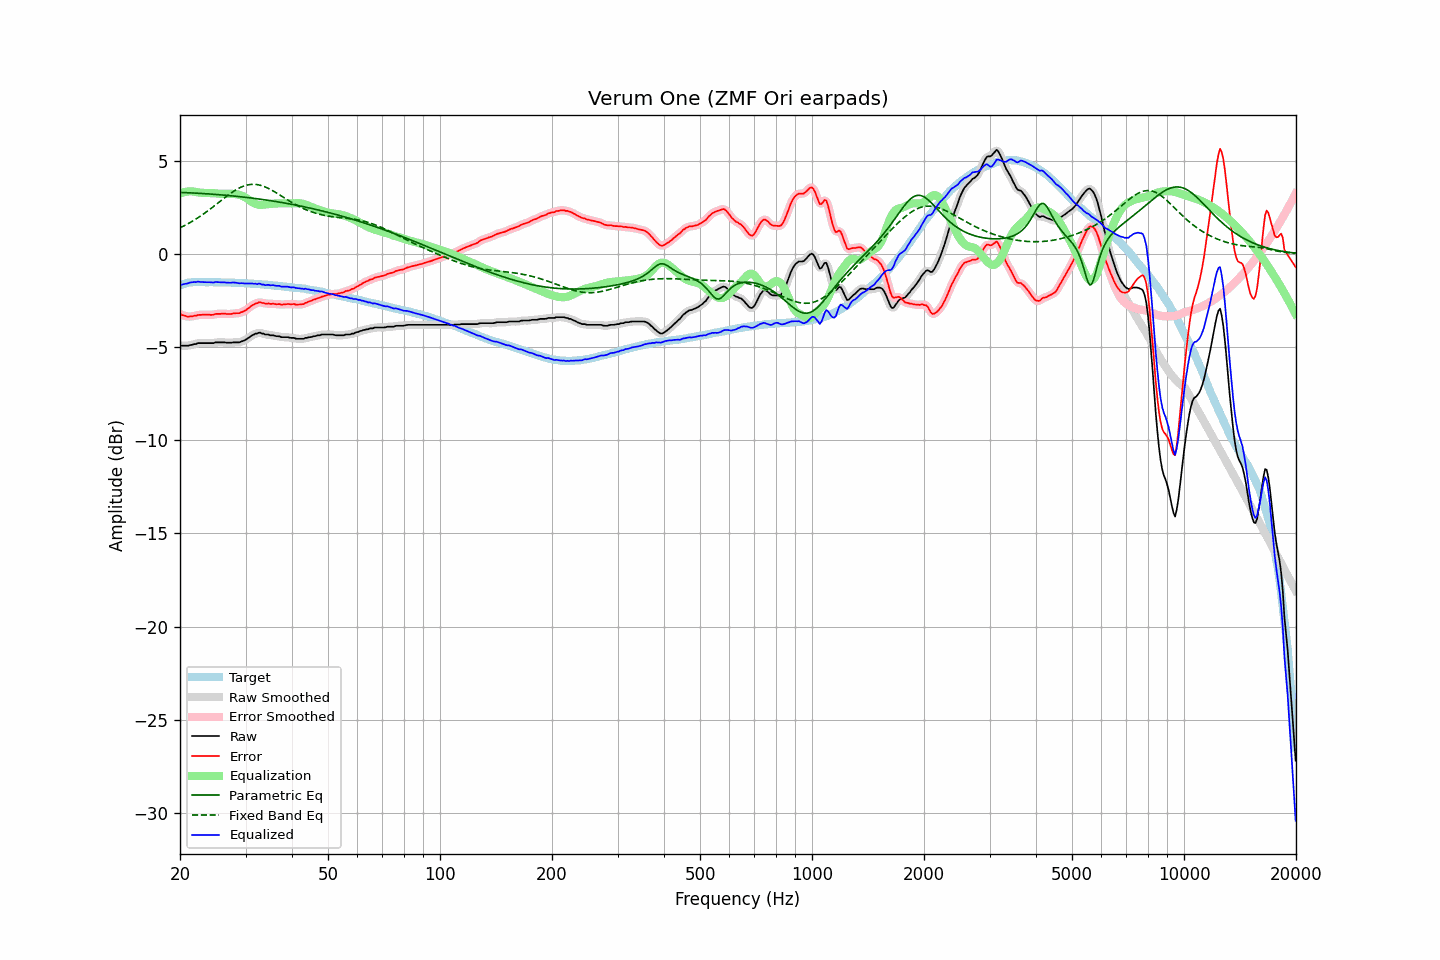 Verum One (ZMF Ori earpads)
Amplitude (dBr)
5
0
−5
−10
−15
−20
−25
−30
Target
Raw Smoothed
Error Smoothed
Raw
Error
Equalization
Parametric Eq
Fixed Band Eq
Equalized
20 50 100 200 500 1000 2000 5000 10000 20000
Frequency (Hz)